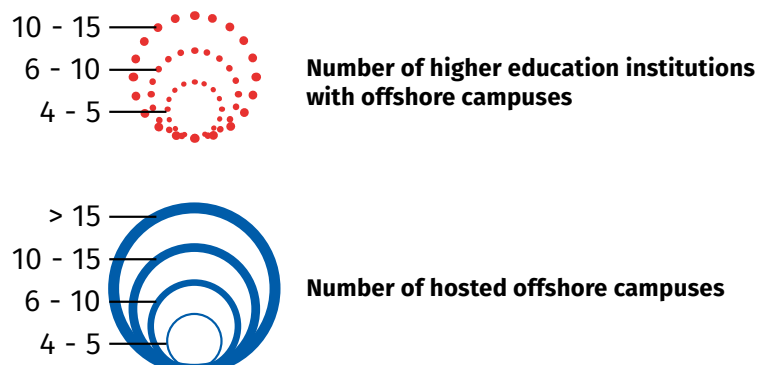 10 - 15
6 - 10
4 - 5
Number of higher education institutions
with offshore campuses
> 15
10 - 15
6 - 10
4 - 5
Number of hosted offshore campuses